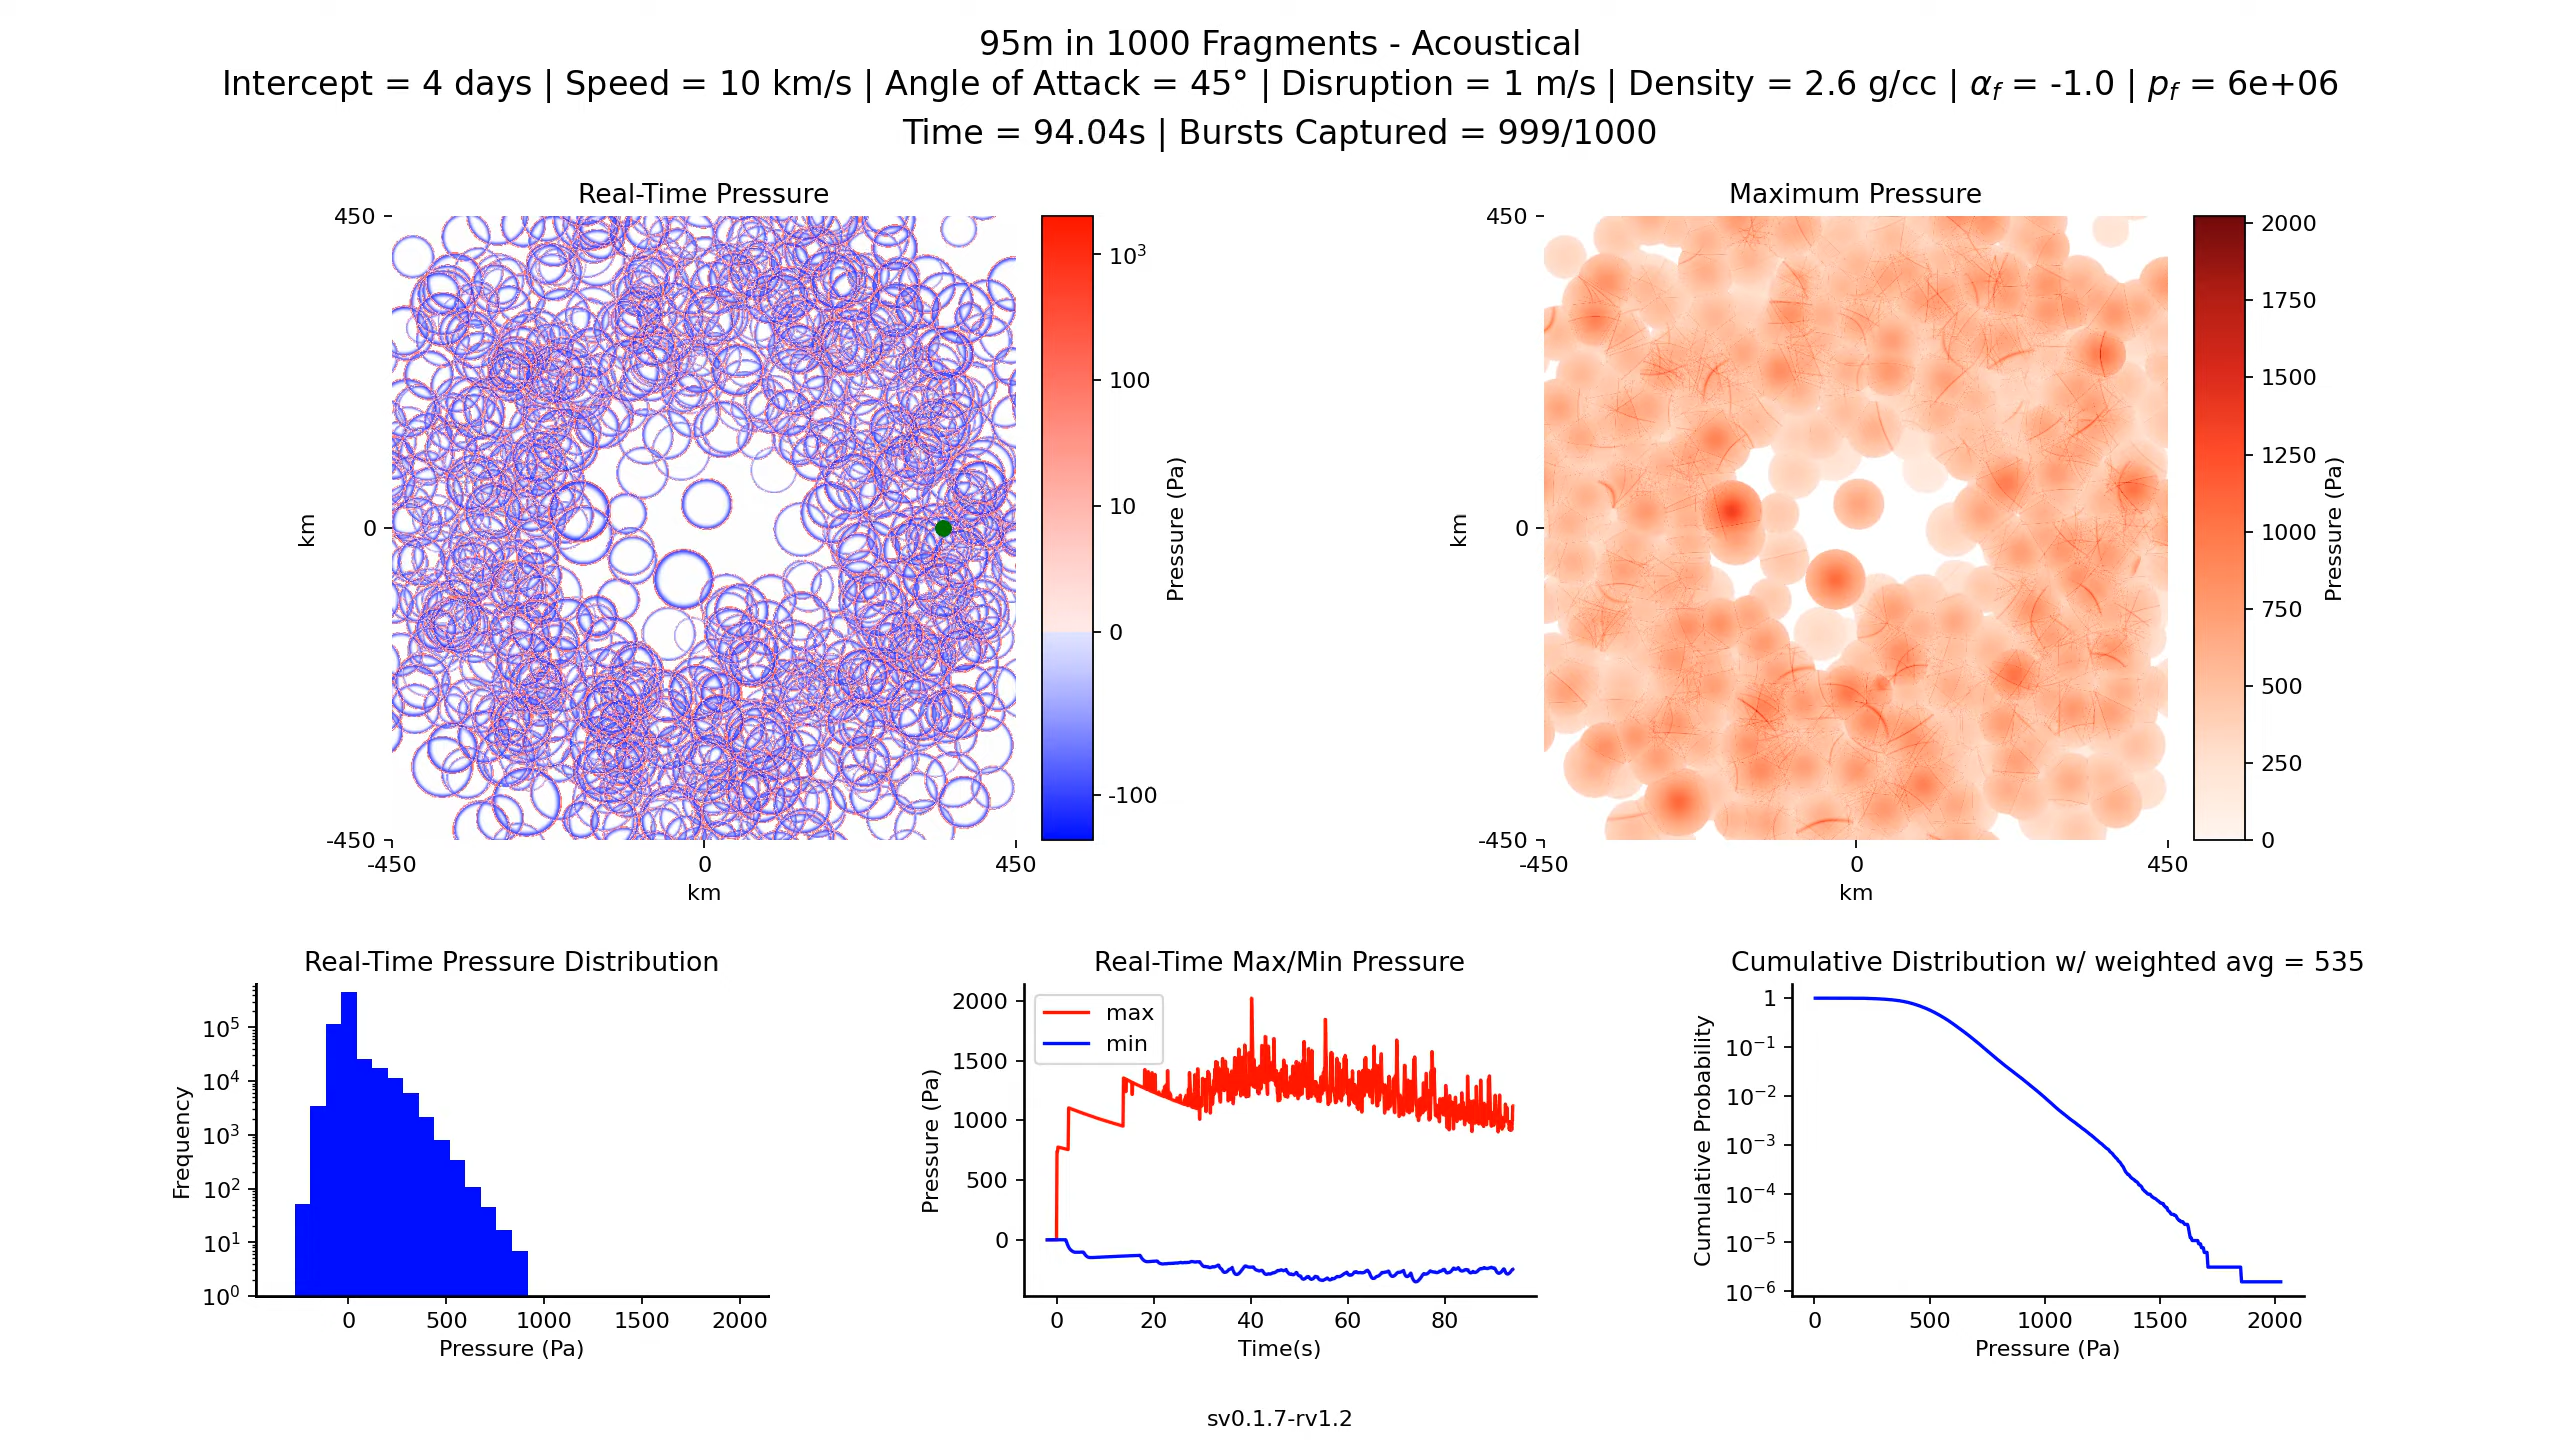 95m in 1000 Fragments - Acoustical
Intercept = 4 days | Speed = 10 km/s | Angle of Attack = 45° | Disruption = 1 m/s | Density = 2.6 g/cc | αf = -1.0 | pf = 6e+06
Time = 94.04s | Bursts Captured = 999/1000
Real-Time Pressure
450
0
-450
km
-450
0
450
km
10³
100
10
0
-100
Pressure (Pa)
Maximum Pressure
450
0
-450
km
-450
0
450
km
2000
1750
1500
1250
1000
750
500
250
0
Pressure (Pa)
Real-Time Pressure Distribution
10⁵
10⁴
10³
10²
10¹
10⁰
Frequency
0
500
1000
1500
2000
Pressure (Pa)
Real-Time Max/Min Pressure
max
min
2000
1500
1000
500
0
Pressure (Pa)
0
20
40
60
80
Time(s)
Cumulative Distribution w/ weighted avg = 535
1
10⁻¹
10⁻²
10⁻³
10⁻⁴
10⁻⁵
10⁻⁶
Cumulative Probability
0
500
1000
1500
2000
Pressure (Pa)
sv0.1.7-rv1.2